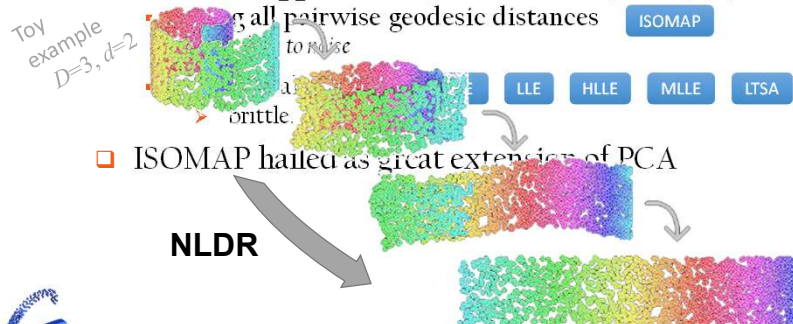 g all pairwise geodesic distances
ISOMAP
Toy
example
D=3, d=2
to noise
LLE
HLLE
MLLE
LTSA
brittle.
ISOMAP hailed as great extension of PCA
NLDR